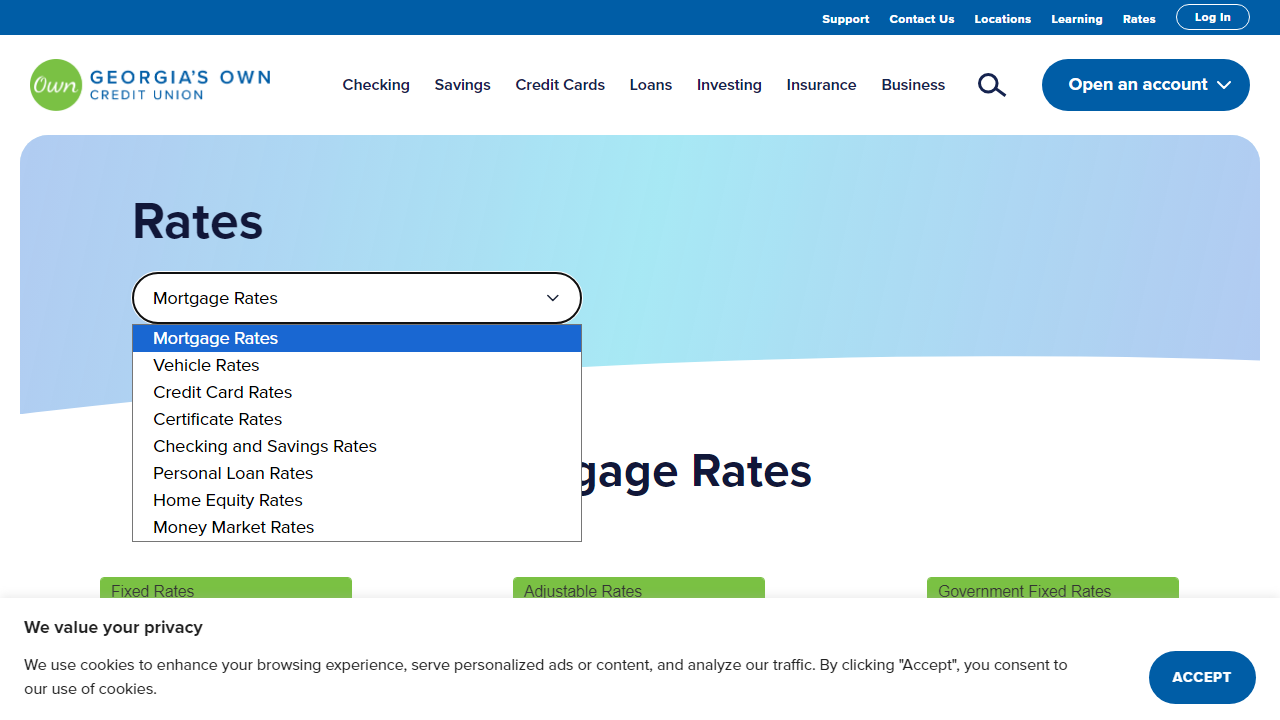 Support Contact Us Locations Learning Rates Log In
Own GEORGIA'S OWN
CREDIT UNION
Checking Savings Credit Cards Loans Investing Insurance Business Open an account
Rates
Mortgage Rates
Mortgage Rates
Vehicle Rates
Credit Card Rates
Certificate Rates
Checking and Savings Rates
Personal Loan Rates
Home Equity Rates
Money Market Rates
gage Rates
Fixed Rates Adjustable Rates Government Fixed Rates
We value your privacy
We use cookies to enhance your browsing experience, serve personalized ads or content, and analyze our traffic. By clicking "Accept", you consent to
our use of cookies.
ACCEPT